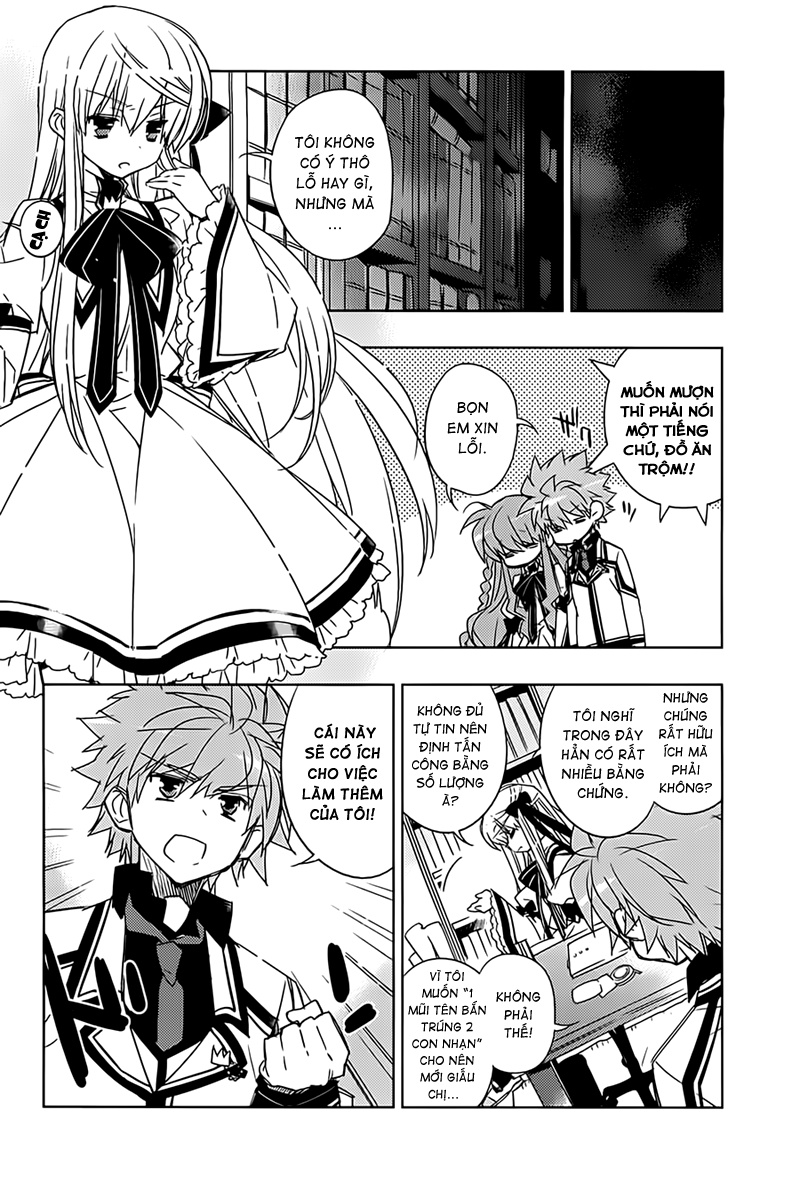 TÔI KHÔNG
CÓ Ý THÔ
LỖ HAY GÌ,
NHƯNG MÀ
...
CẠCH
MUỐN MƯỢN
THÌ PHẢI NÓI
MỘT TIẾNG
CHỨ, ĐỒ ĂN
TRỘM!!
BỌN
EM XIN
LỖI.
NHƯNG
CHÚNG
RẤT HỮU
ÍCH MÀ
PHẢI
KHÔNG?
TÔI NGHĨ
TRONG ĐÂY
HẲN CÓ RẤT
NHIỀU BẰNG
CHỨNG.
KHÔNG ĐỦ
TỰ TIN NÊN
ĐỊNH TẤN
CÔNG BẰNG
SỐ LƯỢNG
À?
KHÔNG
PHẢI
THẾ!
VÌ TÔI
MUỐN “1
MŨI TÊN BẮN
TRÚNG 2
CON NHẠN”
CHO NÊN
MỚI GIẤU
CHỊ...
CÁI NÀY
SẼ CÓ ÍCH
CHO VIỆC
LÀM THÊM
CỦA TÔI!